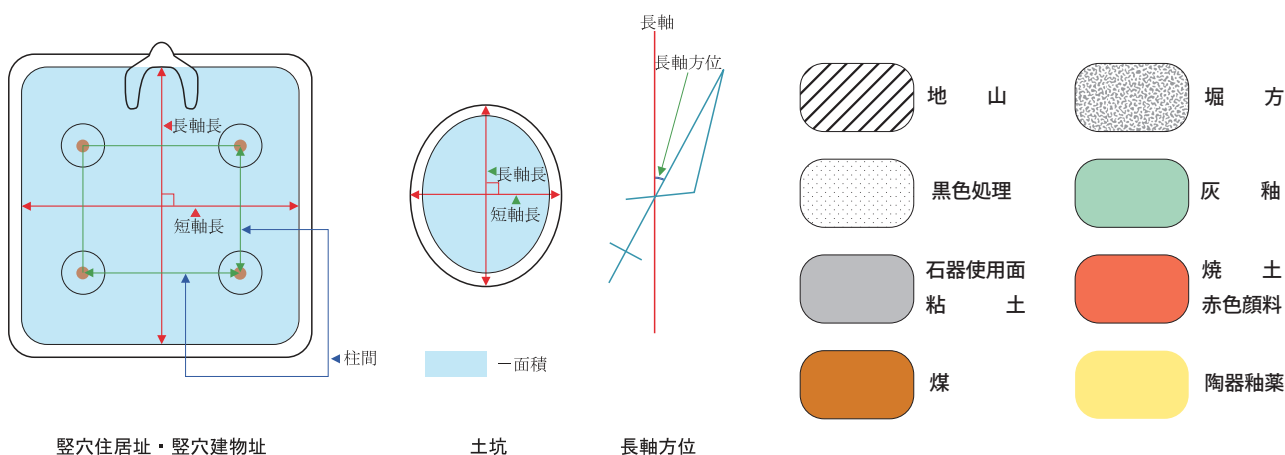 長軸長
短軸長
柱間
竪穴住居址・竪穴建物址
長軸長
短軸長
一面積
土坑
長軸
長軸方位
長軸方位
地　山
堀　方
黒色処理
灰　釉
石器使用面
粘　土
焼　土
赤色顔料
煤
陶器釉薬